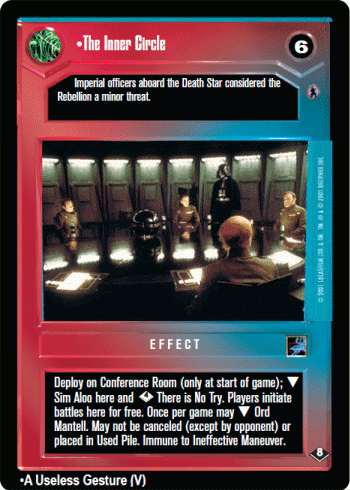 •The Inner Circle
6
Imperial officers aboard the Death Star considered the
Rebellion a minor threat.
EFFECT
Deploy on Conference Room (only at start of game); ▼
Sim Aloo here and There is No Try. Players initiate
battles here for free. Once per game may ▼ Ord
Mantell. May not be canceled (except by opponent) or
placed in Used Pile. Immune to Ineffective Maneuver.
8
•A Useless Gesture (V)